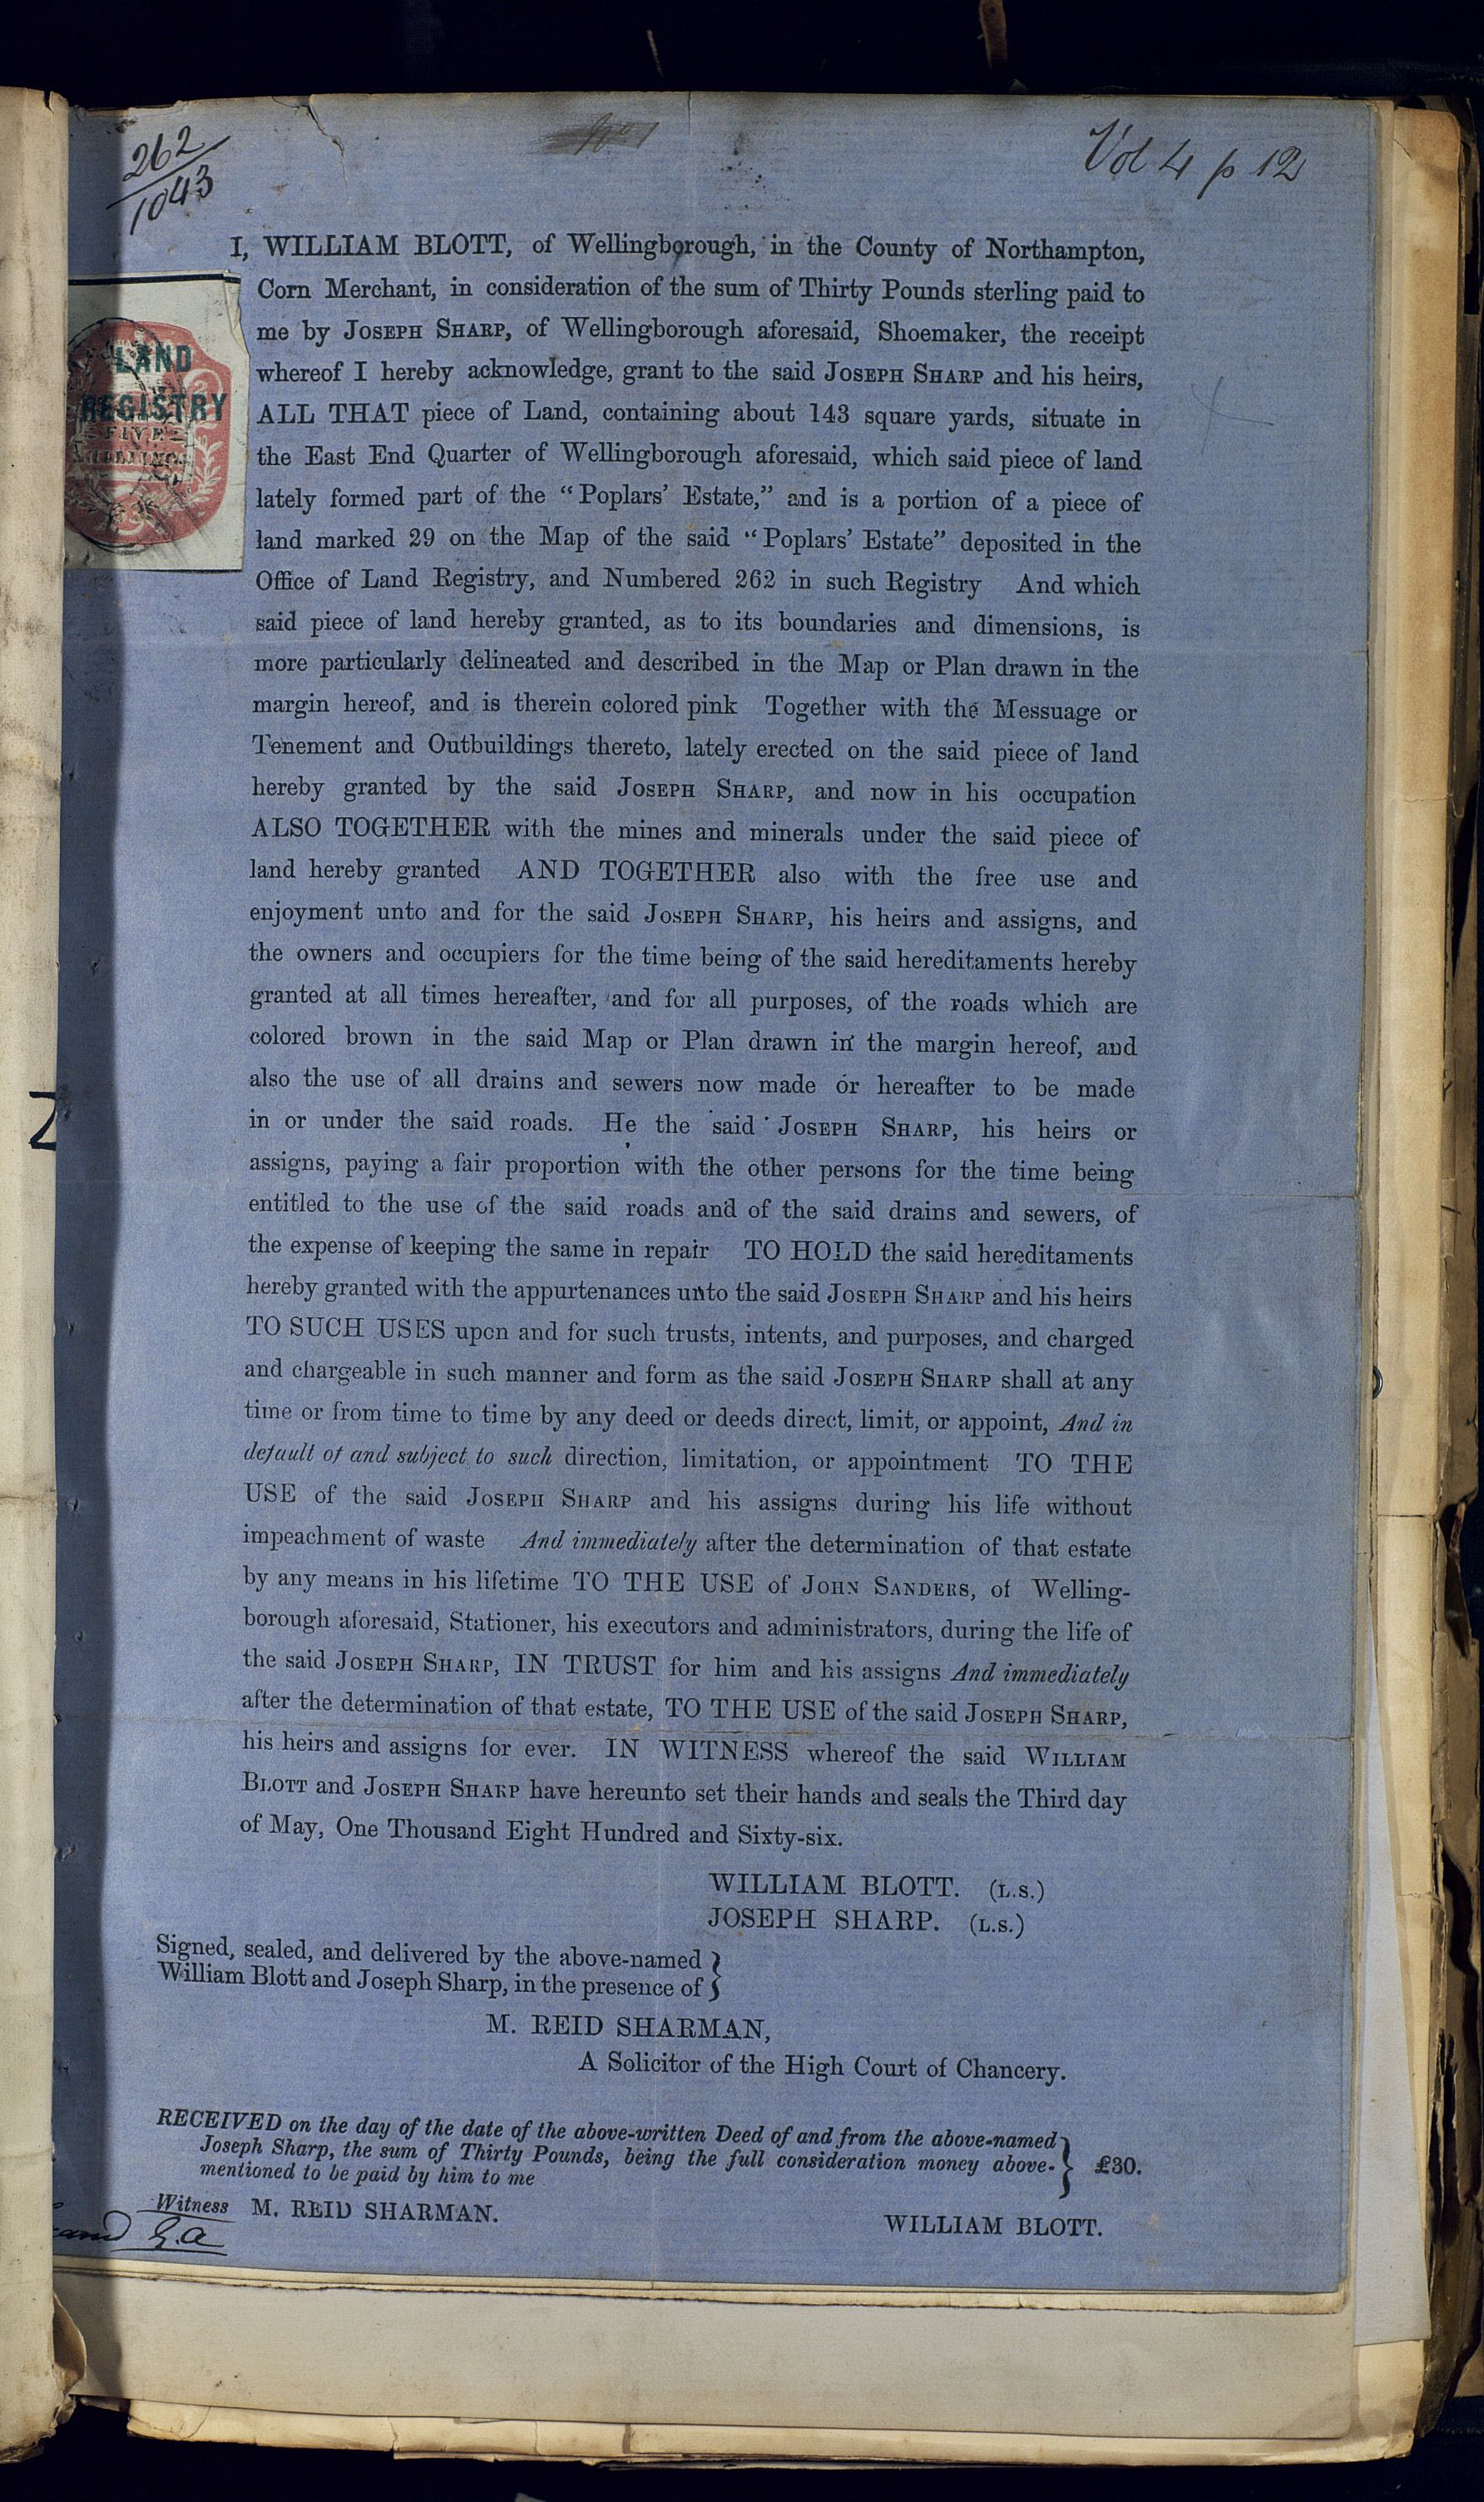 262
1043
No 1
Vol 4 p 12
LAND
REGISTRY
FIVE
SHILLINGS
I, WILLIAM BLOTT, of Wellingborough, in the County of Northampton,
Corn Merchant, in consideration of the sum of Thirty Pounds sterling paid to
me by JOSEPH SHARP, of Wellingborough aforesaid, Shoemaker, the receipt
whereof I hereby acknowledge, grant to the said JOSEPH SHARP and his heirs,
ALL THAT piece of Land, containing about 143 square yards, situate in
the East End Quarter of Wellingborough aforesaid, which said piece of land
lately formed part of the “Poplars’ Estate,” and is a portion of a piece of
land marked 29 on the Map of the said “Poplars’ Estate” deposited in the
Office of Land Registry, and Numbered 262 in such Registry And which
said piece of land hereby granted, as to its boundaries and dimensions, is
more particularly delineated and described in the Map or Plan drawn in the
margin hereof, and is therein colored pink Together with the Messuage or
Tenement and Outbuildings thereto, lately erected on the said piece of land
hereby granted by the said JOSEPH SHARP, and now in his occupation
ALSO TOGETHER with the mines and minerals under the said piece of
land hereby granted AND TOGETHER also with the free use and
enjoyment unto and for the said JOSEPH SHARP, his heirs and assigns, and
the owners and occupiers for the time being of the said hereditaments hereby
granted at all times hereafter, and for all purposes, of the roads which are
colored brown in the said Map or Plan drawn in the margin hereof, and
also the use of all drains and sewers now made or hereafter to be made
in or under the said roads. He the said JOSEPH SHARP, his heirs or
assigns, paying a fair proportion with the other persons for the time being
entitled to the use of the said roads and of the said drains and sewers, of
the expense of keeping the same in repair TO HOLD the said hereditaments
hereby granted with the appurtenances unto the said JOSEPH SHARP and his heirs
TO SUCH USES upon and for such trusts, intents, and purposes, and charged
and chargeable in such manner and form as the said JOSEPH SHARP shall at any
time or from time to time by any deed or deeds direct, limit, or appoint, And in
default of and subject to such direction, limitation, or appointment TO THE
USE of the said JOSEPH SHARP and his assigns during his life without
impeachment of waste And immediately after the determination of that estate
by any means in his lifetime TO THE USE of JOHN SANDERS, of Welling-
borough aforesaid, Stationer, his executors and administrators, during the life of
the said JOSEPH SHARP, IN TRUST for him and his assigns And immediately
after the determination of that estate, TO THE USE of the said JOSEPH SHARP,
his heirs and assigns for ever. IN WITNESS whereof the said WILLIAM
BLOTT and JOSEPH SHARP have hereunto set their hands and seals the Third day
of May, One Thousand Eight Hundred and Sixty-six.
WILLIAM BLOTT. (L.S.)
JOSEPH SHARP. (L.S.)
Signed, sealed, and delivered by the above-named
William Blott and Joseph Sharp, in the presence of
M. REID SHARMAN,
A Solicitor of the High Court of Chancery.
RECEIVED on the day of the date of the above-written Deed of and from the above-named
Joseph Sharp, the sum of Thirty Pounds, being the full consideration money above-
mentioned to be paid by him to me
£30.
Witness M. REID SHARMAN.
WILLIAM BLOTT.